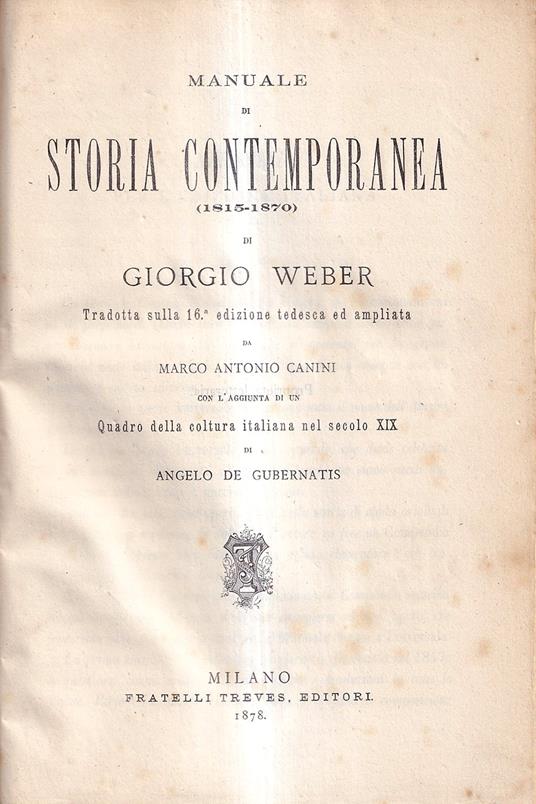 MANUALE
DI
STORIA CONTEMPORANEA
(1815-1870)
DI
GIORGIO WEBER
Tradotta sulla 16.ª edizione tedesca ed ampliata
DA
MARCO ANTONIO CANINI
CON L'AGGIUNTA DI UN
Quadro della coltura italiana nel secolo XIX
DI
ANGELO DE GUBERNATIS
MILANO
FRATELLI TREVES, EDITORI.
1878.